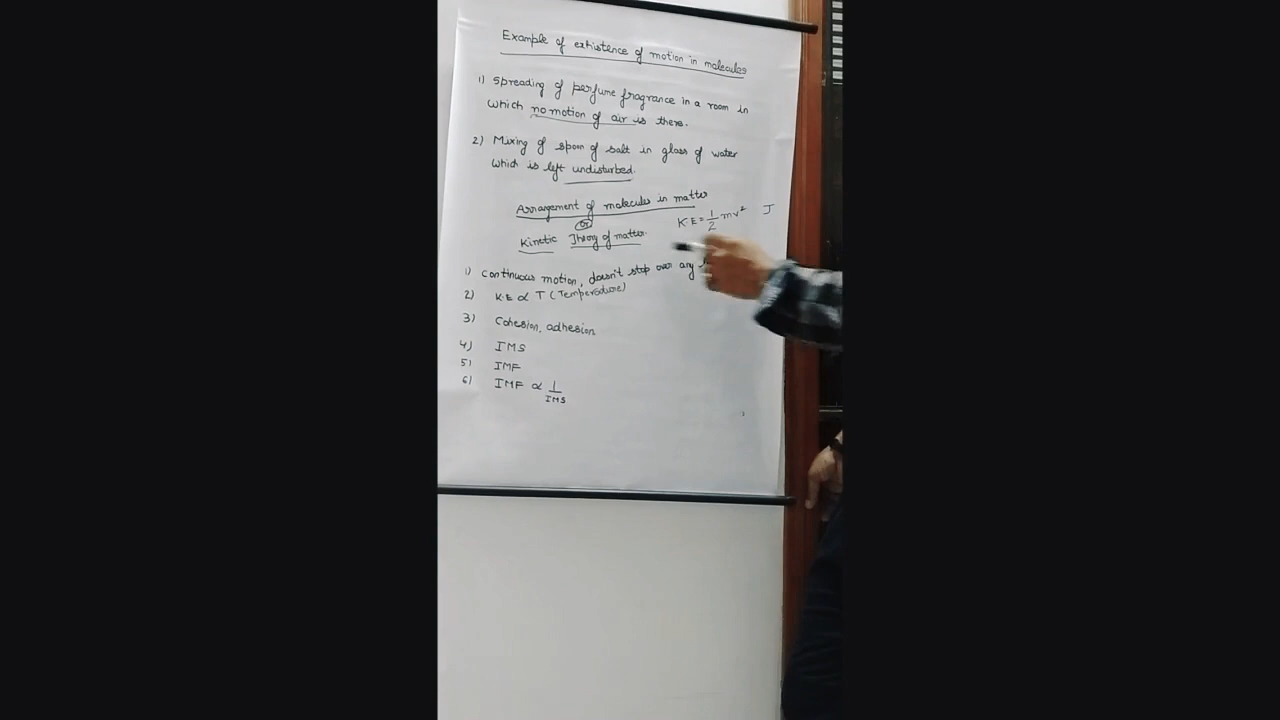 Example of exhistence of motion in molecules
1) Spreading of perfume fragrance in a room in
which no motion of air is there.
2) Mixing of spoon of salt in glass of water
which is left undisturbed.
Arrangement of molecules in matter
(or)
Kinetic Theory of matter.
K.E = 1/2 mv² J
1) continuous motion, doesn't stop over any
2) K.E ∝ T (Temperature)
3) Cohesion, adhesion
4) IMS
5) IMF
6) IMF ∝ 1/IMS